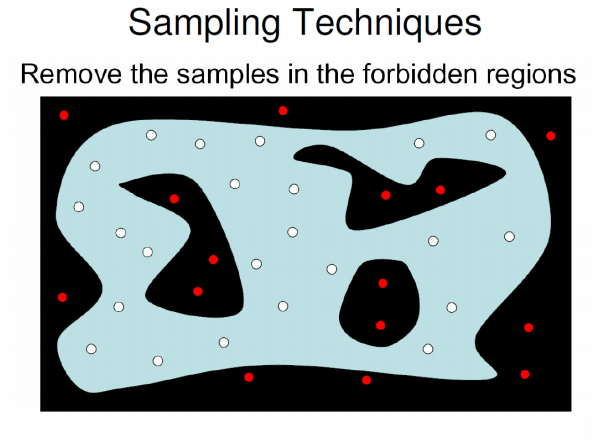 Sampling Techniques
Remove the samples in the forbidden regions